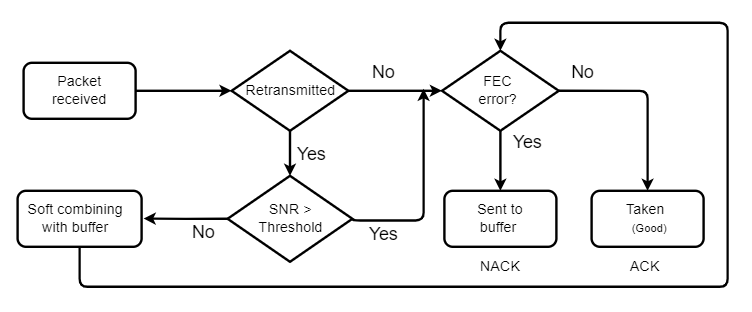 Packet
received
Retransmitted
No
FEC
error?
No
Yes
Yes
Soft combining
with buffer
No
SNR >
Threshold
Yes
Sent to
buffer
NACK
Taken
(Good)
ACK